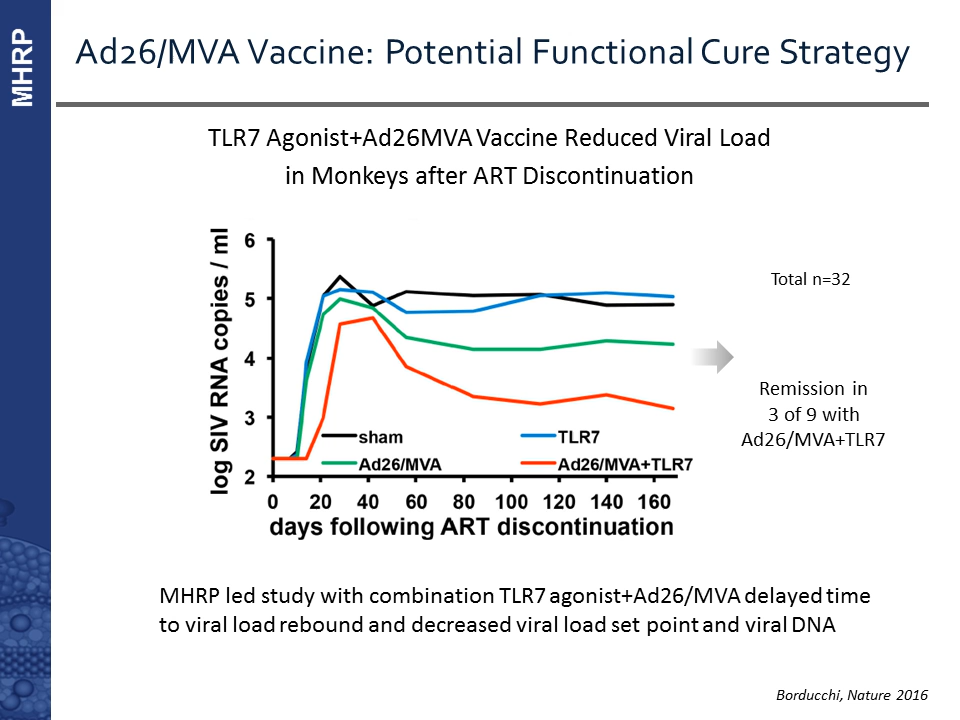 MHRP
Ad26/MVA Vaccine: Potential Functional Cure Strategy
TLR7 Agonist+Ad26MVA Vaccine Reduced Viral Load
in Monkeys after ART Discontinuation
log SIV RNA copies / ml
6
5
4
3
2
sham
TLR7
Ad26/MVA
Ad26/MVA+TLR7
0 20 40 60 80 100 120 140 160
days following ART discontinuation
Total n=32
Remission in
3 of 9 with
Ad26/MVA+TLR7
MHRP led study with combination TLR7 agonist+Ad26/MVA delayed time
to viral load rebound and decreased viral load set point and viral DNA
Borducchi, Nature 2016